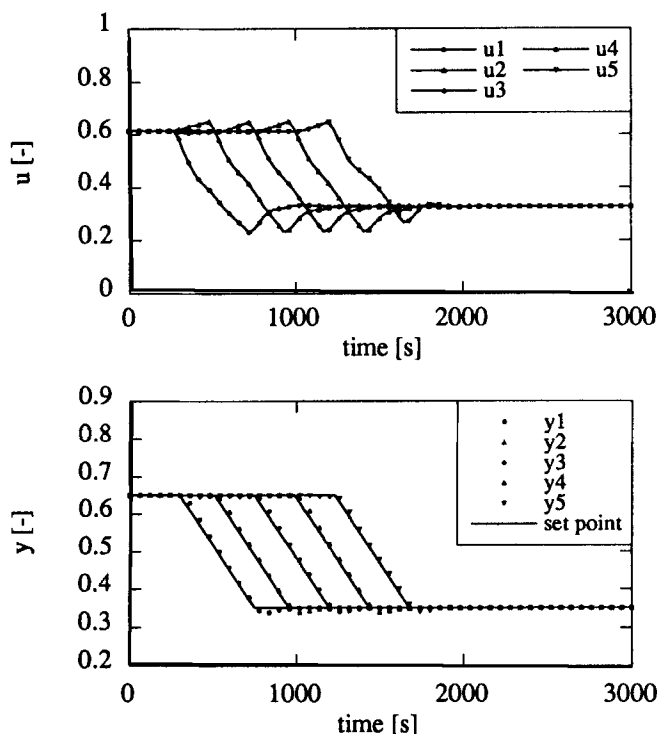 1
0.8
0.6
0.4
0.2
0
u [-]
u1 u4
u2 u5
u3
0 1000 2000 3000
time [s]
0.9
0.8
0.7
0.6
0.5
0.4
0.3
0.2
y [-]
y1
y2
y3
y4
y5
set point
0 1000 2000 3000
time [s]